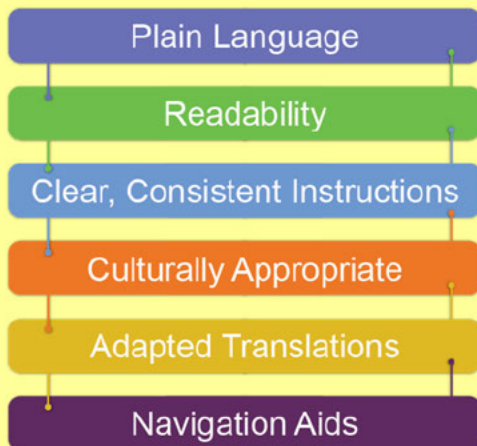 Plain Language
Readability
Clear, Consistent Instructions
Culturally Appropriate
Adapted Translations
Navigation Aids